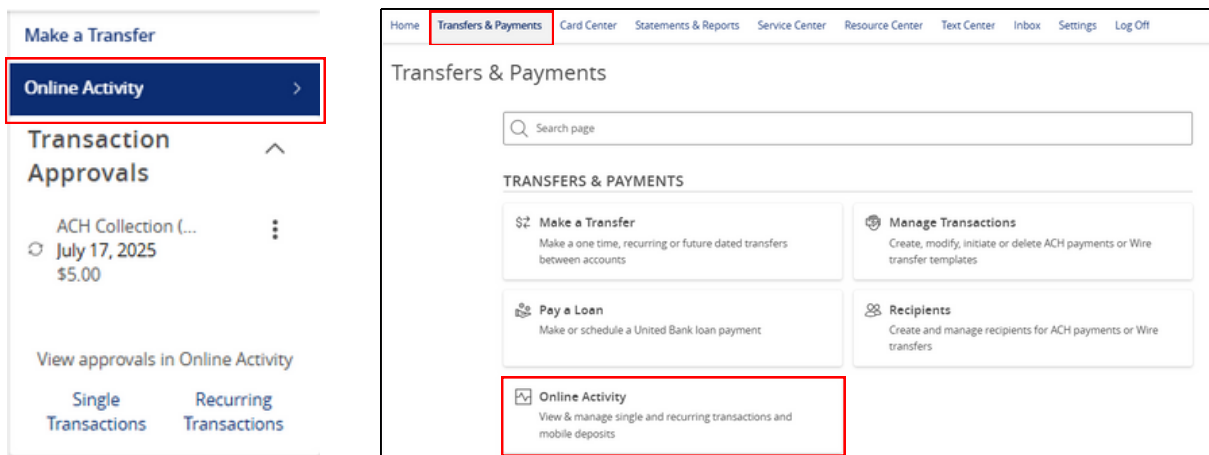 Make a Transfer
Online Activity
Transaction
Approvals
ACH Collection (...
July 17, 2025
$5.00
View approvals in Online Activity
Single
Transactions
Recurring
Transactions
Home Transfers & Payments Card Center Statements & Reports Service Center Resource Center Text Center Inbox Settings Log Off
Transfers & Payments
Search page
TRANSFERS & PAYMENTS
Make a Transfer
Make a one time, recurring or future dated transfers
between accounts
Manage Transactions
Create, modify, initiate or delete ACH payments or Wire
transfer templates
Pay a Loan
Make or schedule a United Bank loan payment
Recipients
Create and manage recipients for ACH payments or Wire
transfers
Online Activity
View & manage single and recurring transactions and
mobile deposits